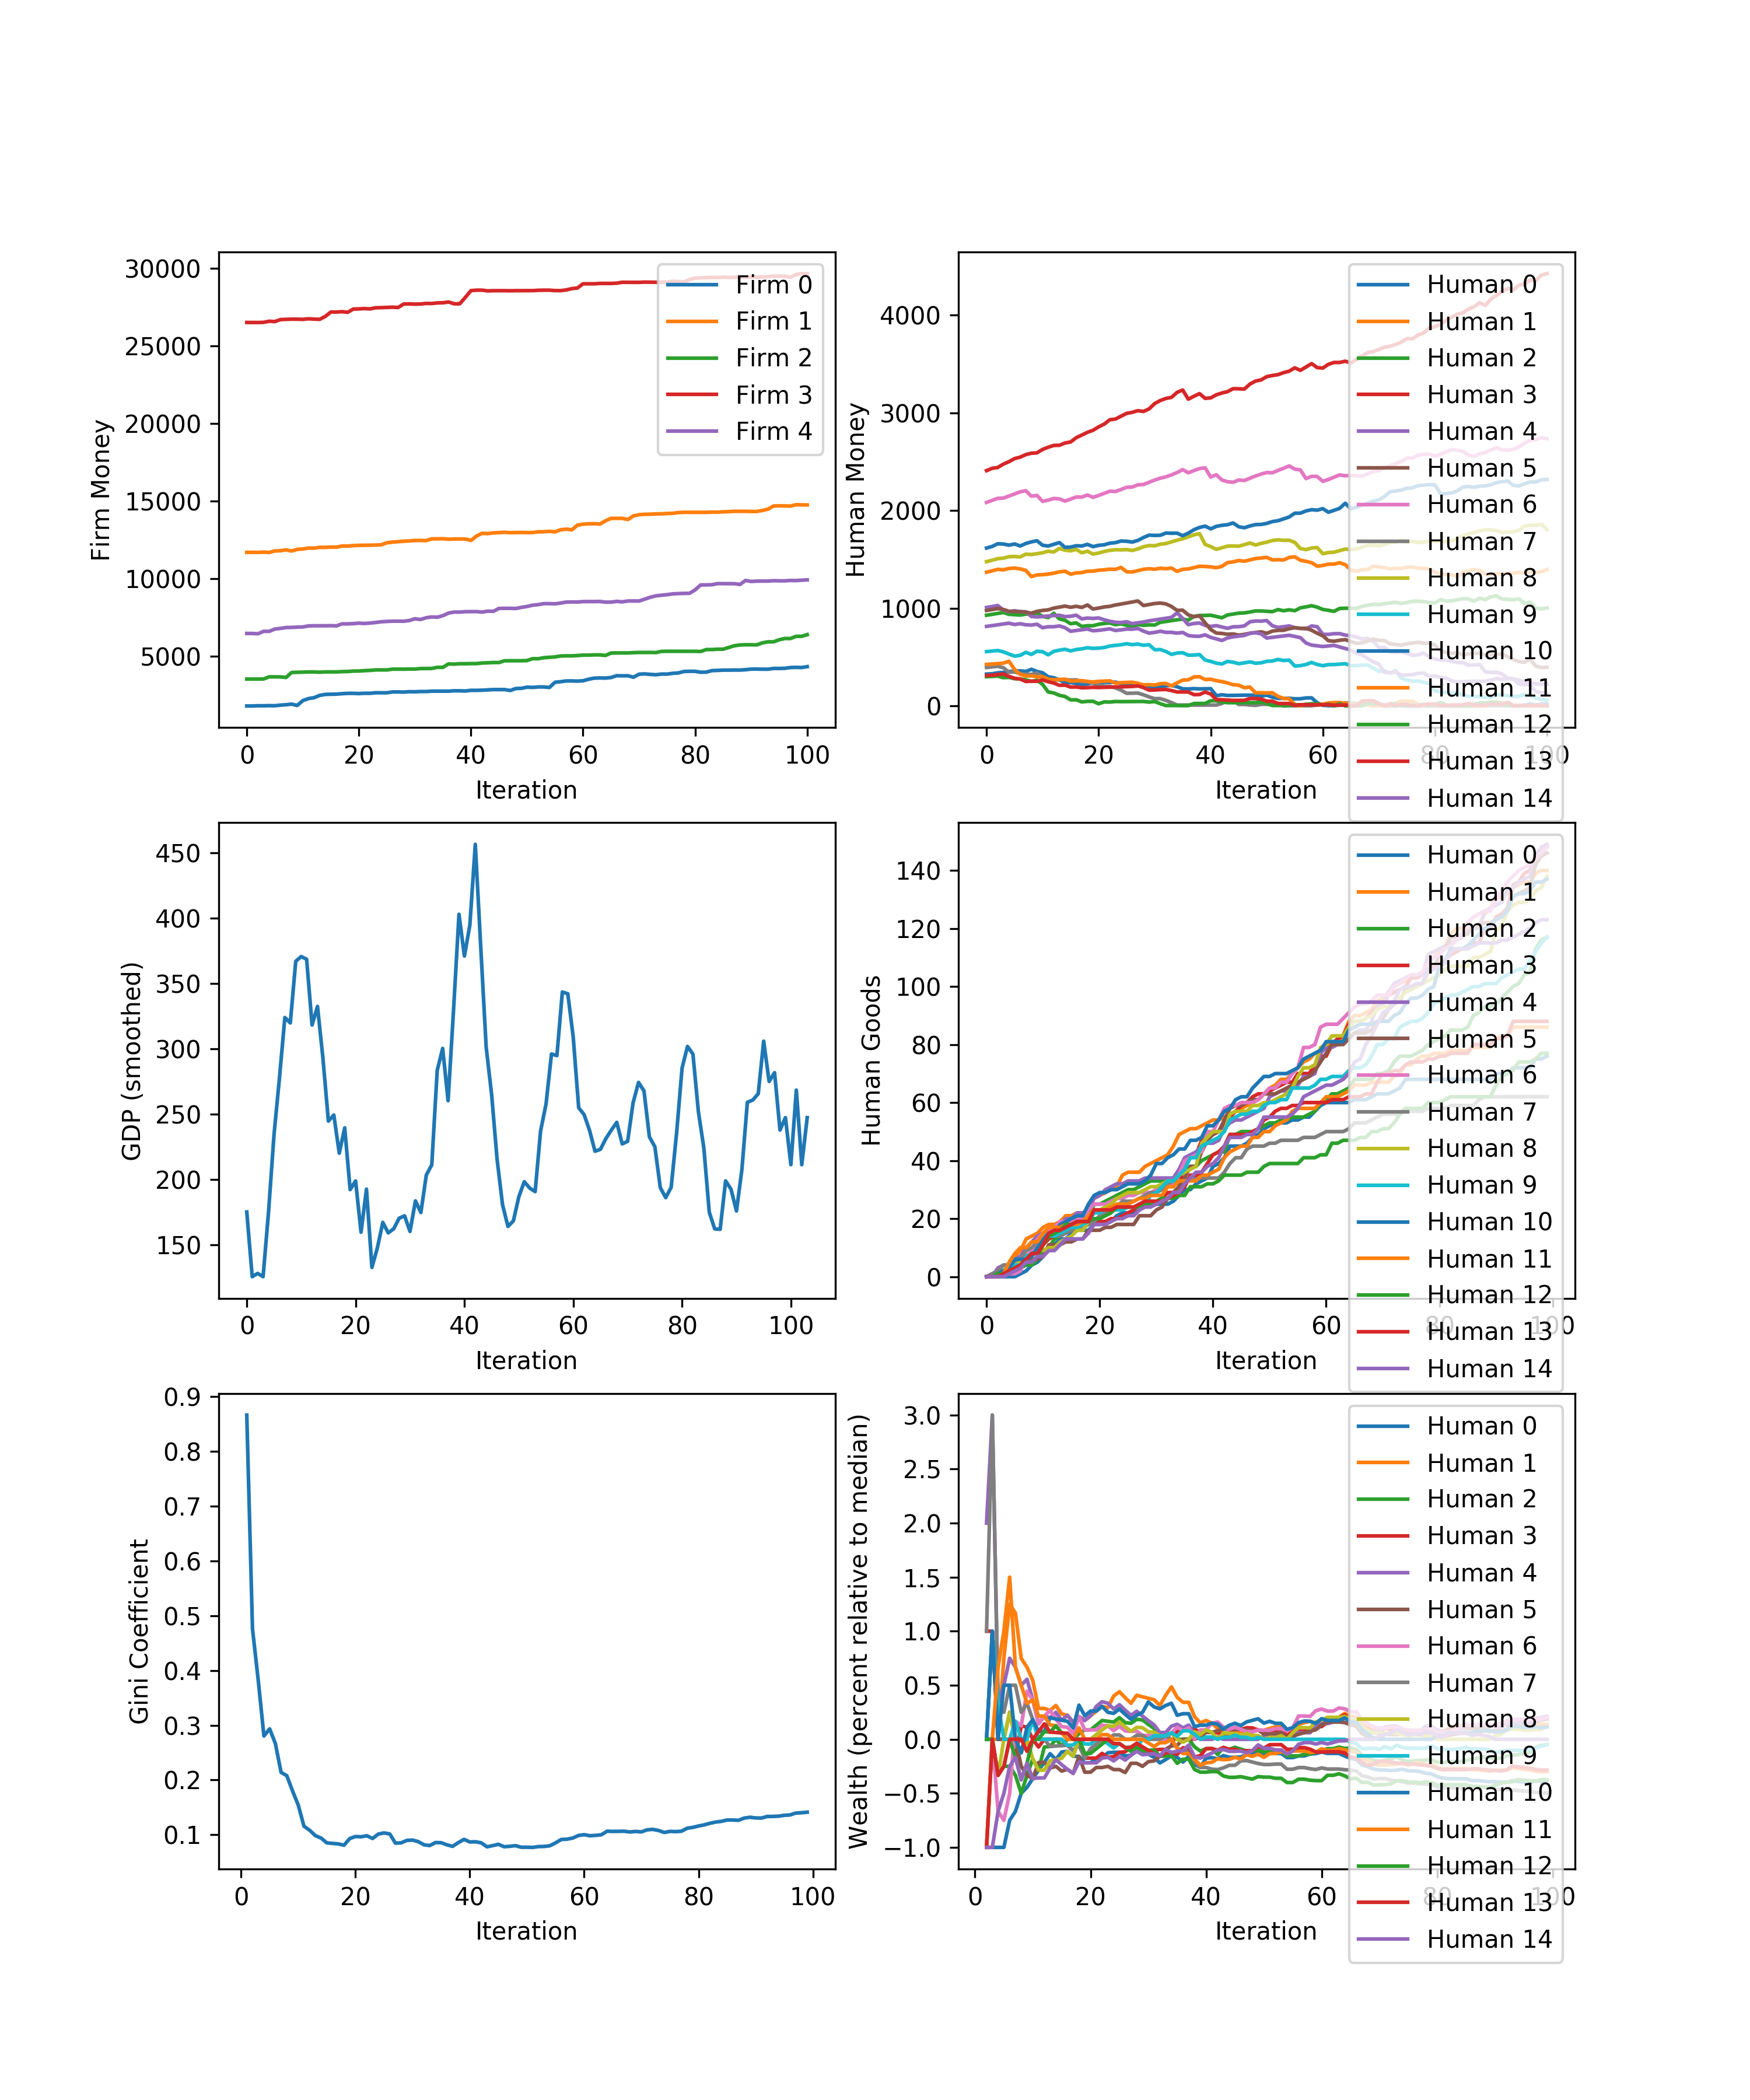 Firm Money
30000
25000
20000
15000
10000
5000
0 20 40 60 80 100
Iteration
Firm 0
Firm 1
Firm 2
Firm 3
Firm 4
Human Money
4000
3000
2000
1000
0
0 20 40 60 80 100
Iteration
Human 0
Human 1
Human 2
Human 3
Human 4
Human 5
Human 6
Human 7
Human 8
Human 9
Human 10
Human 11
Human 12
Human 13
Human 14
GDP (smoothed)
450
400
350
300
250
200
150
0 20 40 60 80 100
Iteration
Human Goods
140
120
100
80
60
40
20
0
0 20 40 60 80 100
Iteration
Human 0
Human 1
Human 2
Human 3
Human 4
Human 5
Human 6
Human 7
Human 8
Human 9
Human 10
Human 11
Human 12
Human 13
Human 14
Gini Coefficient
0.9
0.8
0.7
0.6
0.5
0.4
0.3
0.2
0.1
0 20 40 60 80 100
Iteration
Wealth (percent relative to median)
3.0
2.5
2.0
1.5
1.0
0.5
0.0
−0.5
−1.0
0 20 40 60 80 100
Iteration
Human 0
Human 1
Human 2
Human 3
Human 4
Human 5
Human 6
Human 7
Human 8
Human 9
Human 10
Human 11
Human 12
Human 13
Human 14